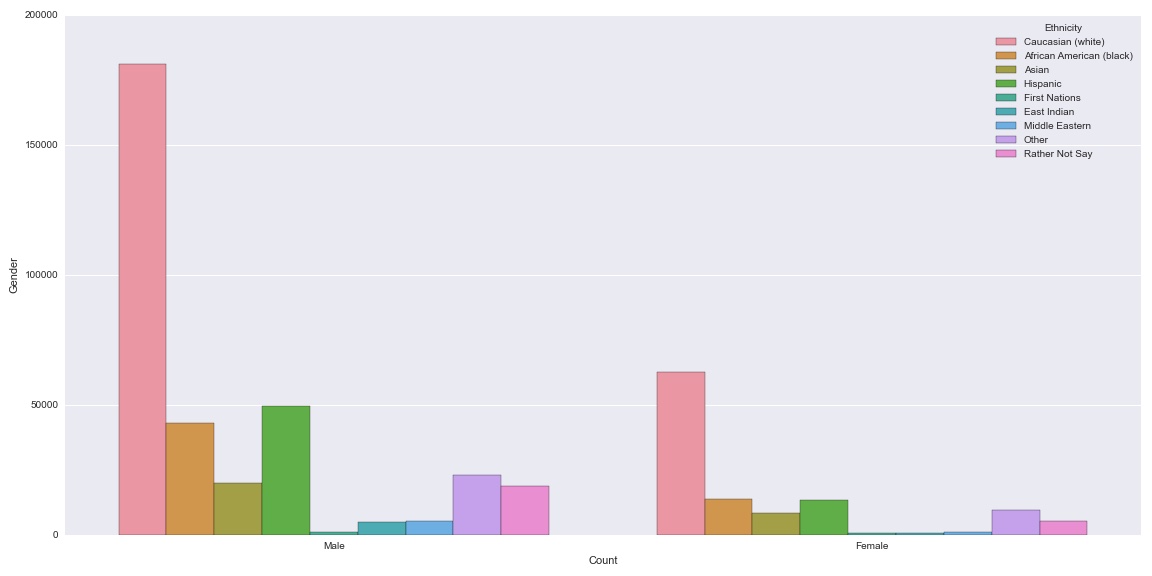 200000
150000
100000
50000
0
Gender
Male
Female
Count
Ethnicity
Caucasian (white)
African American (black)
Asian
Hispanic
First Nations
East Indian
Middle Eastern
Other
Rather Not Say